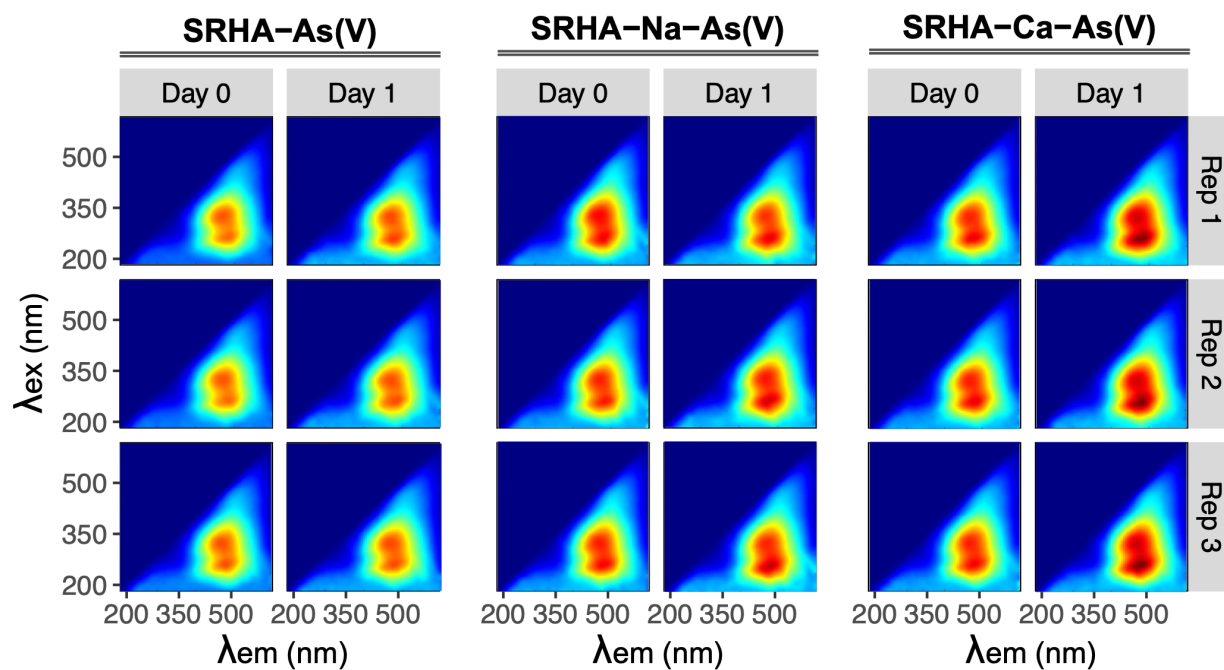 SRHA−As(V) SRHA−Na−As(V) SRHA−Ca−As(V)
Day 0 Day 1 Day 0 Day 1 Day 0 Day 1
500
350
200
Rep 1
500
350
200
Rep 2
500
350
200
Rep 3
λex (nm)
200 350 500 200 350 500 200 350 500 200 350 500 200 350 500 200 350 500
λem (nm) λem (nm) λem (nm)